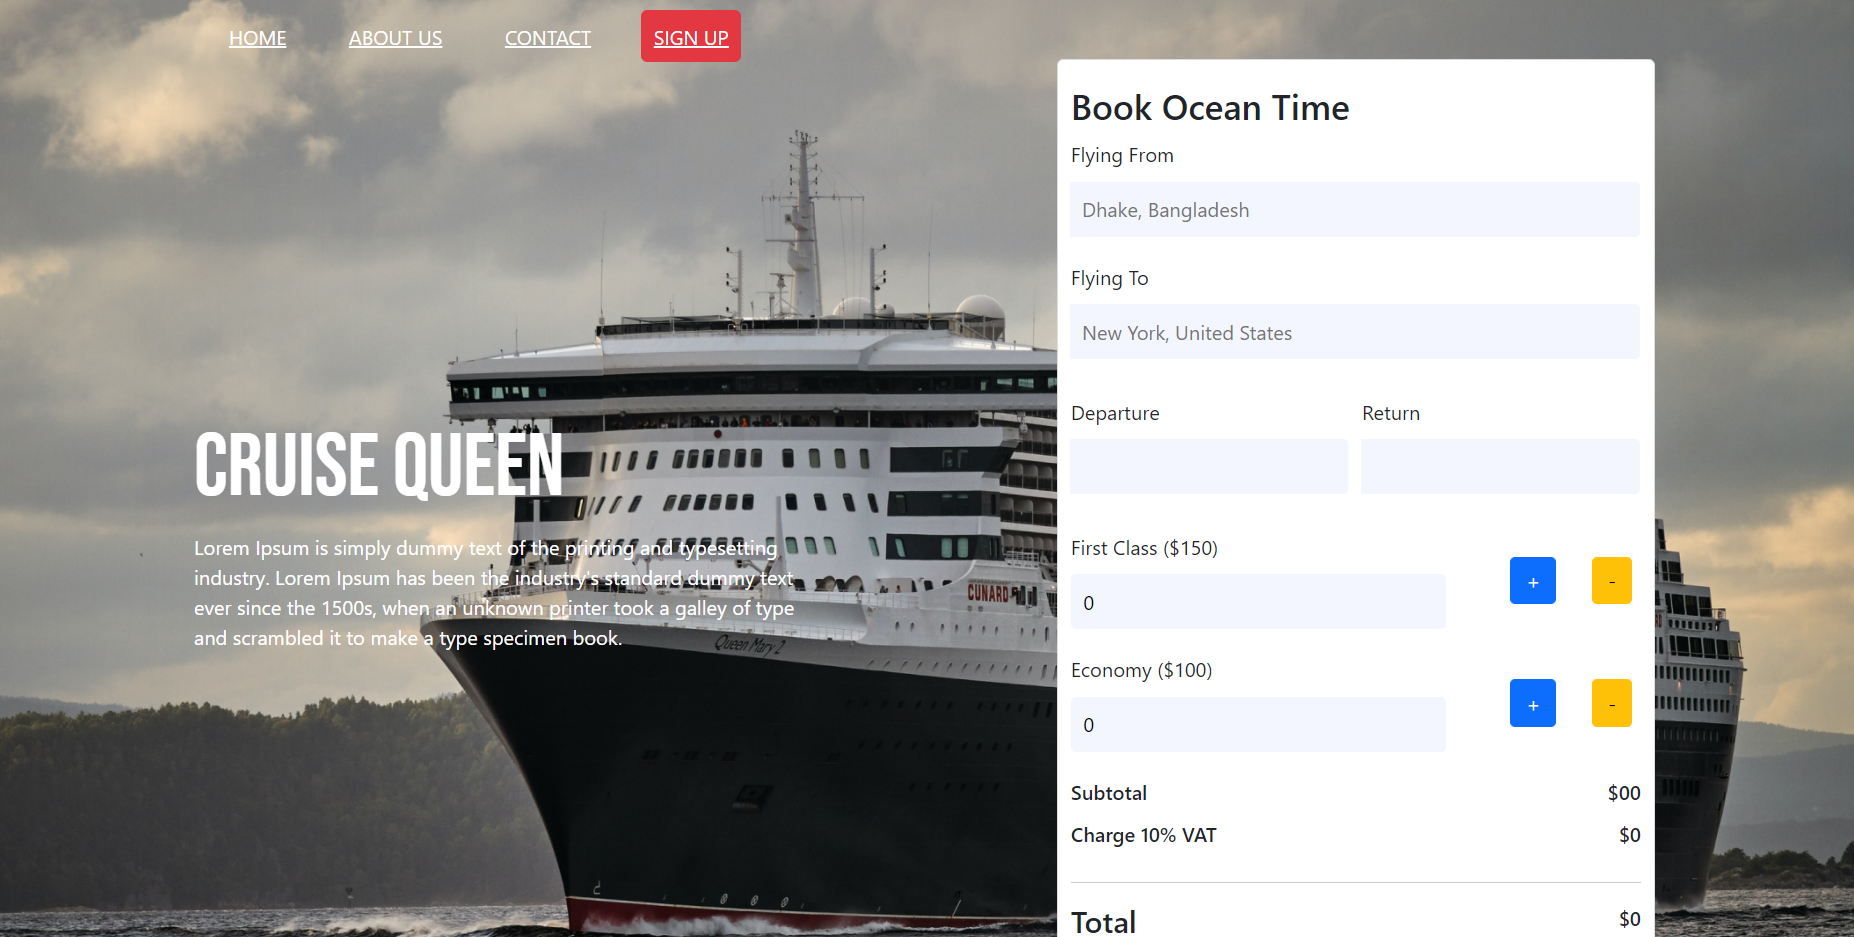 HOME ABOUT US CONTACT SIGN UP
Book Ocean Time
Flying From
Dhake, Bangladesh
Flying To
New York, United States
Departure Return
First Class ($150)
0 + -
Economy ($100)
0 + -
Subtotal $00
Charge 10% VAT $0
Total $0
CRUISE QUEEN
Lorem Ipsum is simply dummy text of the printing and typesetting
industry. Lorem Ipsum has been the industry's standard dummy text
ever since the 1500s, when an unknown printer took a galley of type
and scrambled it to make a type specimen book.
CUNARD
Queen Mary 2